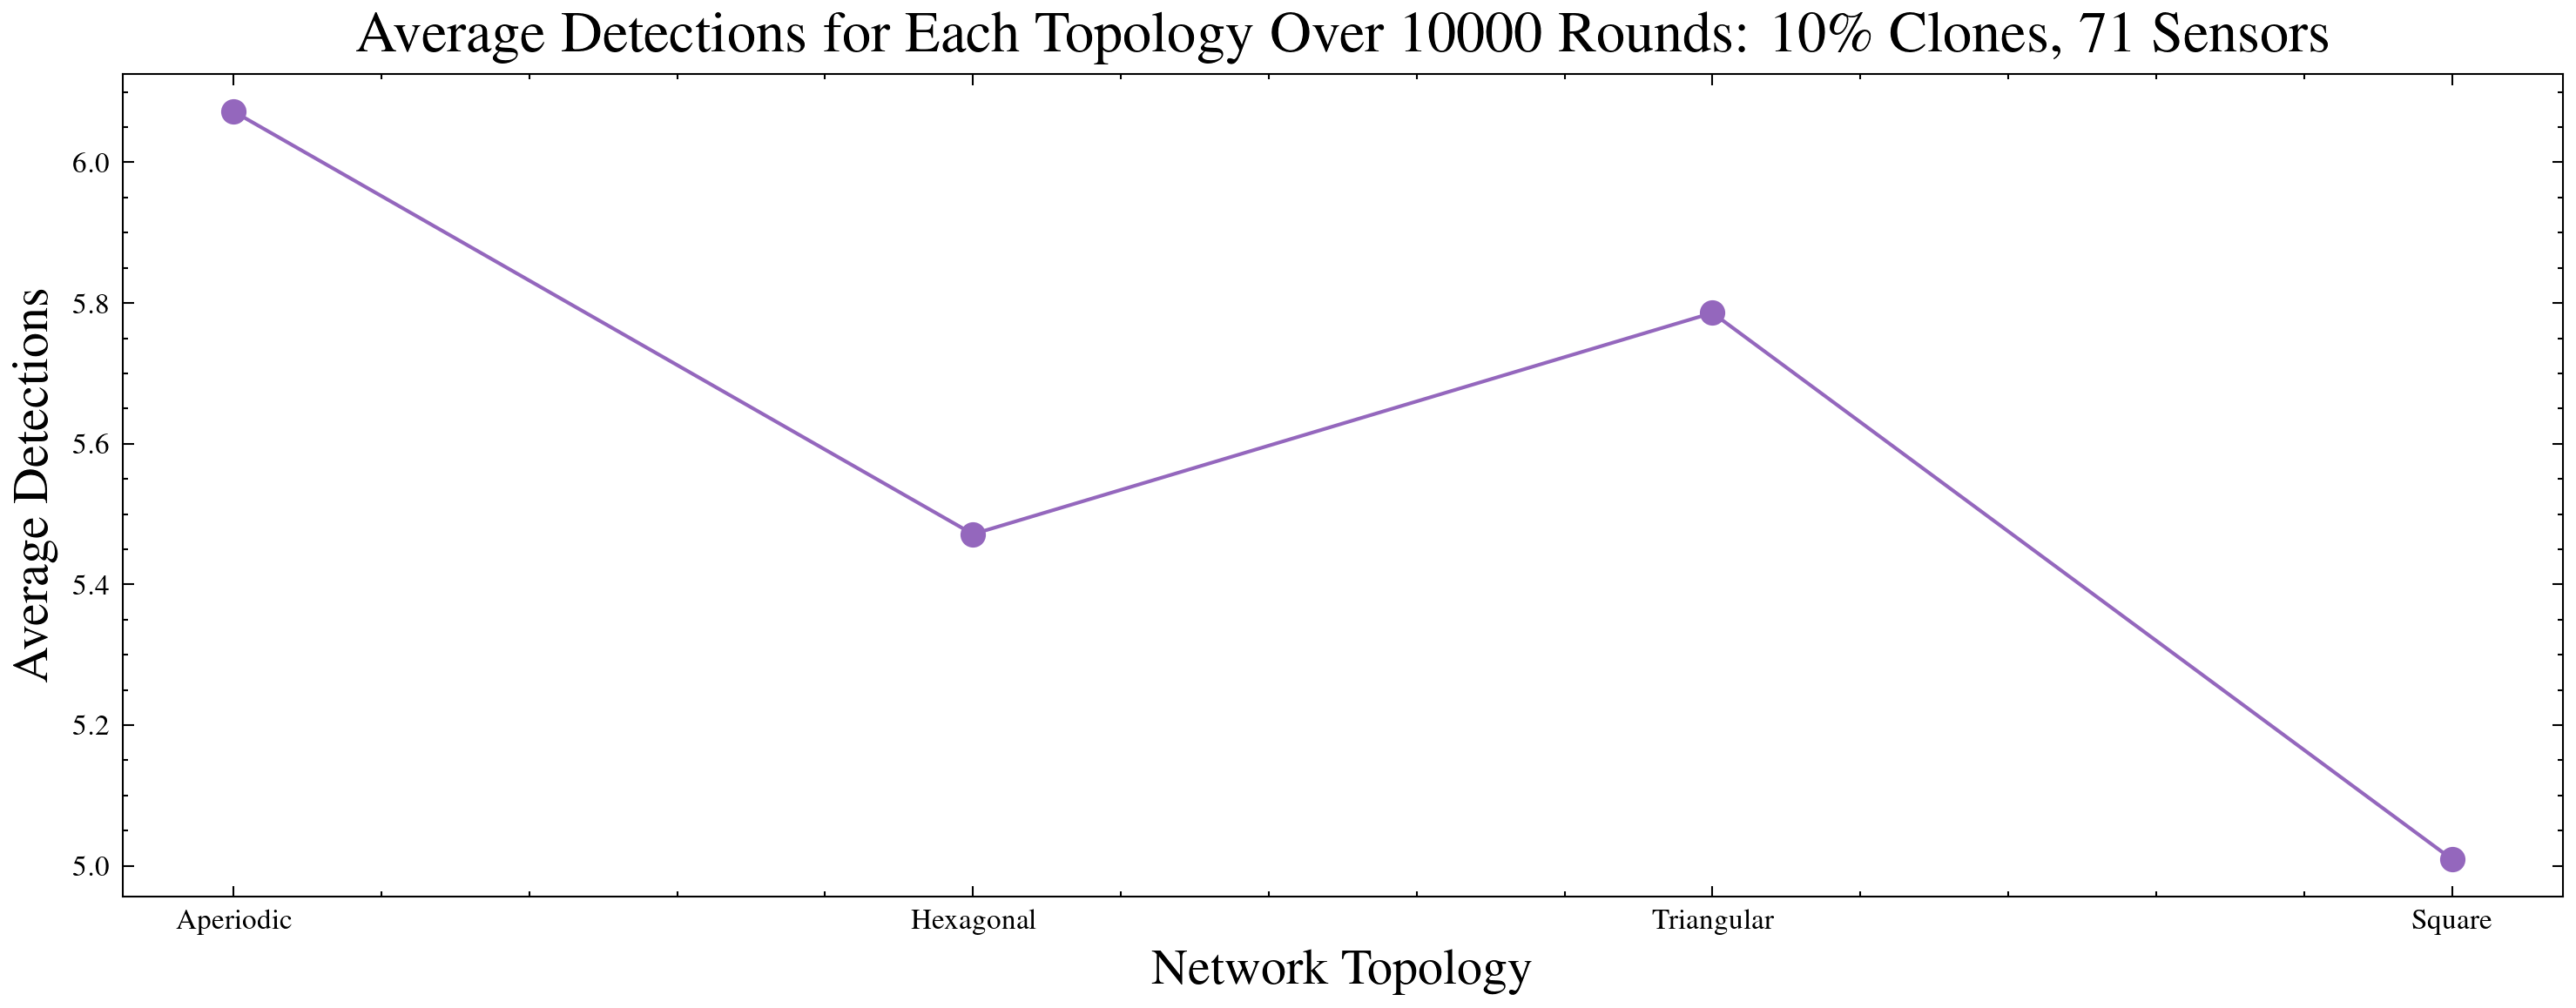 Average Detections for Each Topology Over 10000 Rounds: 10% Clones, 71 Sensors
Average Detections
6.0
5.8
5.6
5.4
5.2
5.0
Aperiodic
Hexagonal
Triangular
Square
Network Topology